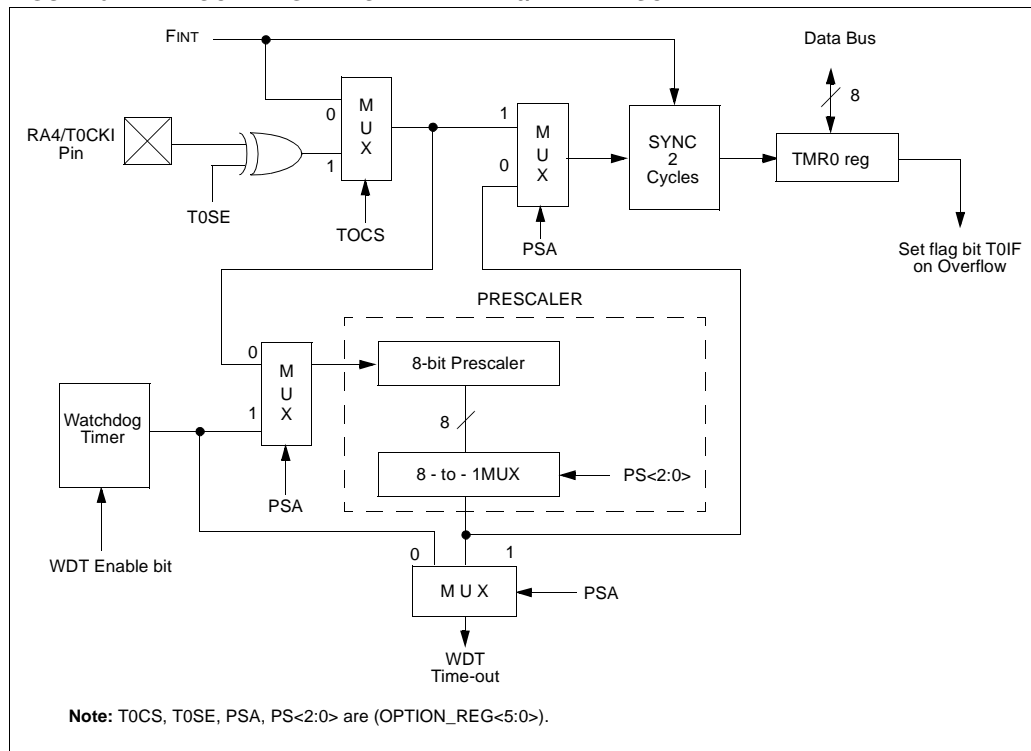 FINT
Data Bus
8
RA4/T0CKI
Pin
0
1
M
U
X
T0SE
TOCS
1
0
M
U
X
PSA
SYNC
2
Cycles
TMR0 reg
Set flag bit T0IF
on Overflow
PRESCALER
0
1
M
U
X
PSA
8-bit Prescaler
8
8 - to - 1MUX
PS<2:0>
Watchdog
Timer
WDT Enable bit
0
1
M U X
PSA
WDT
Time-out
Note: T0CS, T0SE, PSA, PS<2:0> are (OPTION_REG<5:0>).